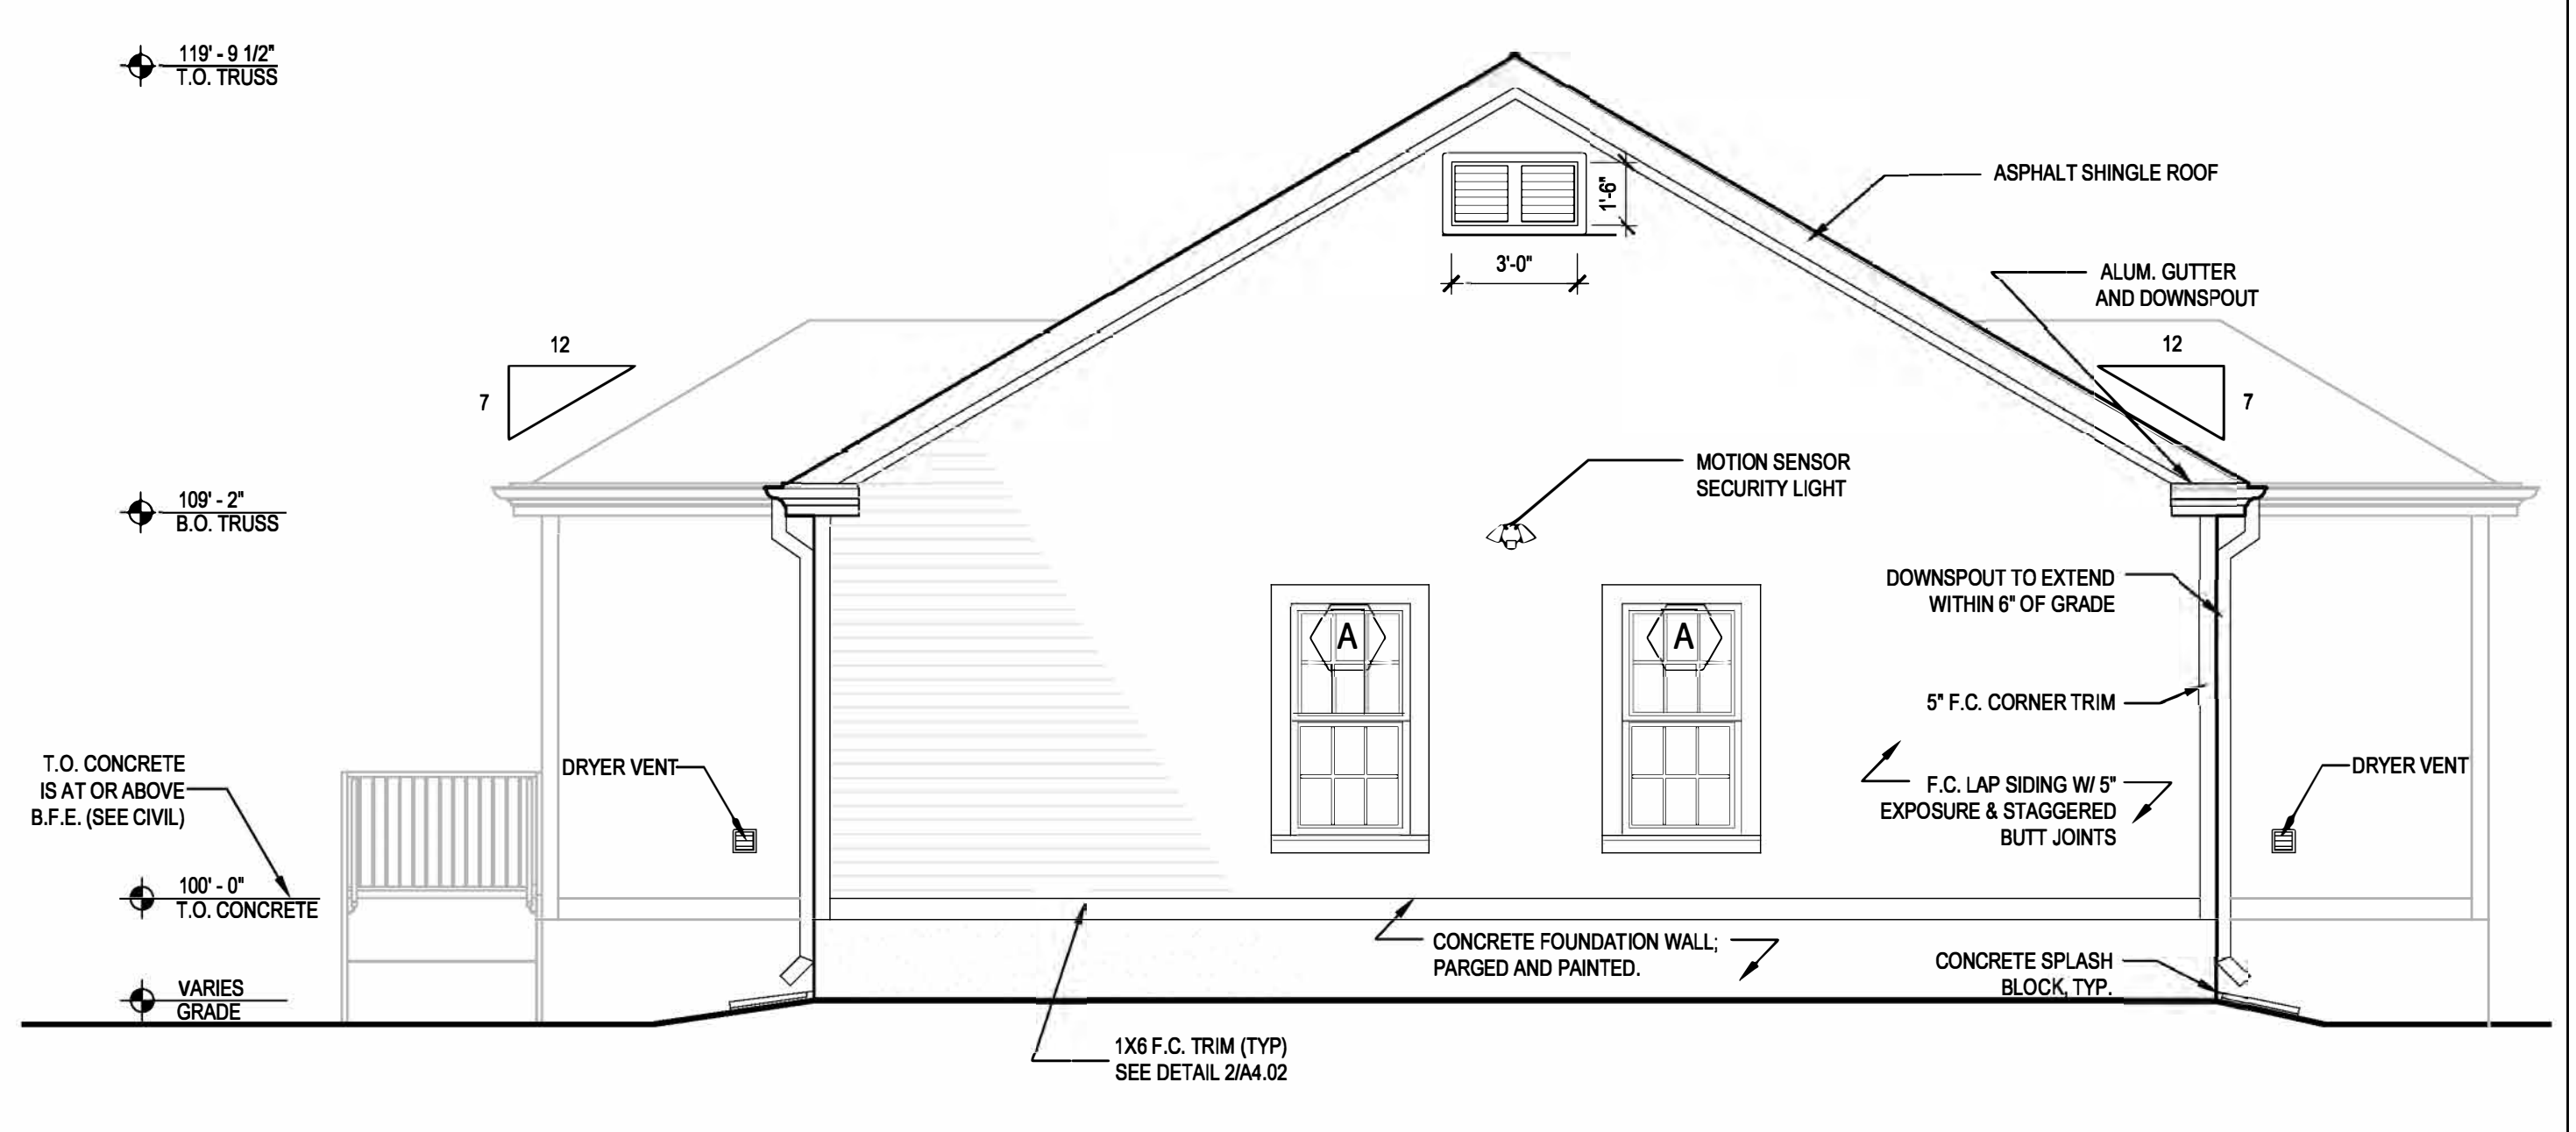 119' - 9 1/2"
T.O. TRUSS
ASPHALT SHINGLE ROOF
1'-6"
3'-0"
ALUM. GUTTER
AND DOWNSPOUT
12
7
12
7
109' - 2"
B.O. TRUSS
MOTION SENSOR
SECURITY LIGHT
A
A
DOWNSPOUT TO EXTEND
WITHIN 6" OF GRADE
5" F.C. CORNER TRIM
T.O. CONCRETE
IS AT OR ABOVE
B.F.E. (SEE CIVIL)
DRYER VENT
F.C. LAP SIDING W/ 5"
EXPOSURE & STAGGERED
BUTT JOINTS
DRYER VENT
100' - 0"
T.O. CONCRETE
CONCRETE FOUNDATION WALL;
PARGED AND PAINTED.
CONCRETE SPLASH
BLOCK, TYP.
VARIES
GRADE
1X6 F.C. TRIM (TYP)
SEE DETAIL 2/A4.02